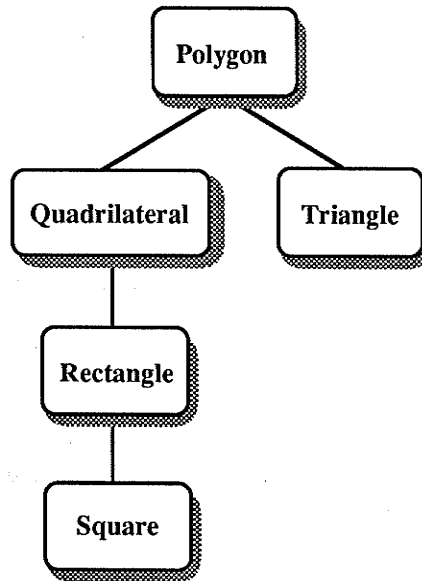 Polygon
Quadrilateral
Triangle
Rectangle
Square